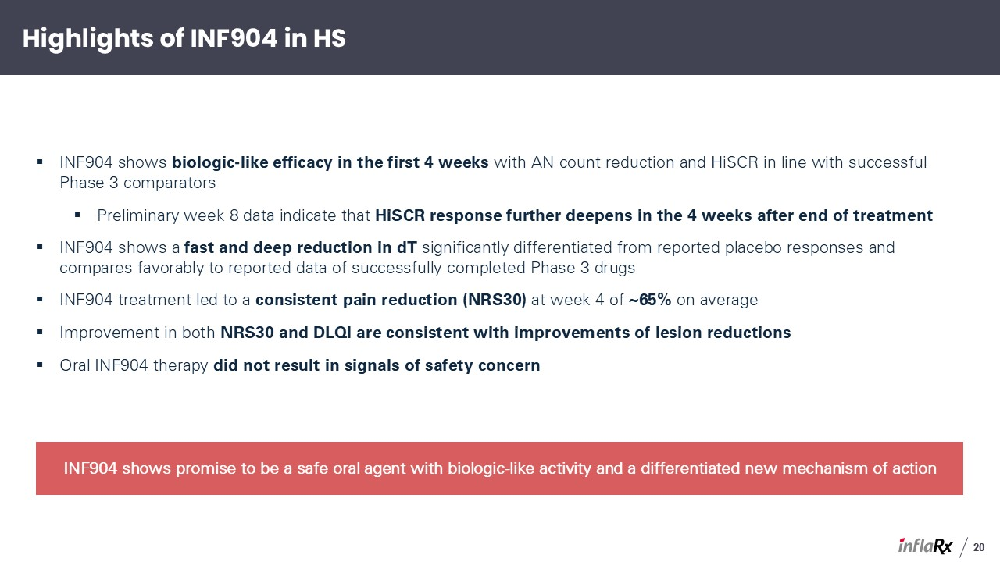 Highlights of INF904 in HS
▪ INF904 shows biologic-like efficacy in the first 4 weeks with AN count reduction and HiSCR in line with successful
Phase 3 comparators
▪ Preliminary week 8 data indicate that HiSCR response further deepens in the 4 weeks after end of treatment
▪ INF904 shows a fast and deep reduction in dT significantly differentiated from reported placebo responses and
compares favorably to reported data of successfully completed Phase 3 drugs
▪ INF904 treatment led to a consistent pain reduction (NRS30) at week 4 of ~65% on average
▪ Improvement in both NRS30 and DLQI are consistent with improvements of lesion reductions
▪ Oral INF904 therapy did not result in signals of safety concern
INF904 shows promise to be a safe oral agent with biologic-like activity and a differentiated new mechanism of action
inflaRx / 20